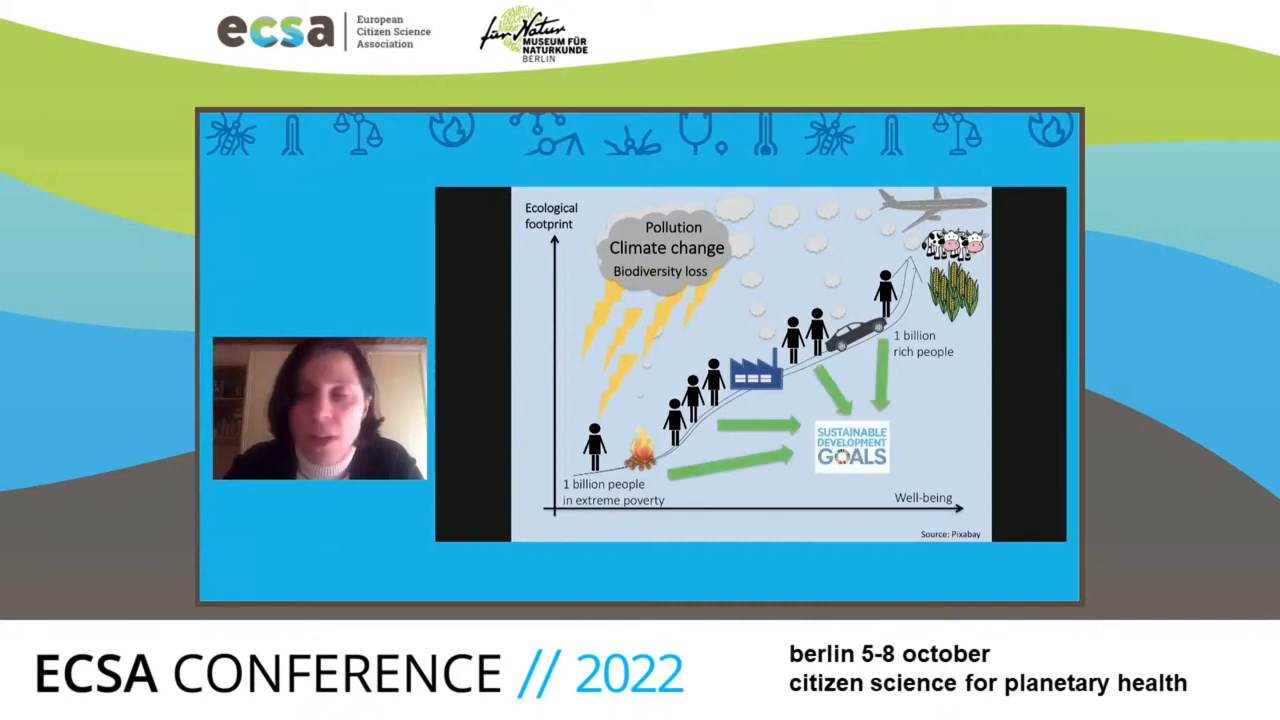 ecsa
European
Citizen Science
Association
für Natur
MUSEUM FÜR
NATURKUNDE
BERLIN
Ecological
footprint
Pollution
Climate change
Biodiversity loss
1 billion
rich people
SUSTAINABLE
DEVELOPMENT
GOALS
1 billion people
in extreme poverty
Well-being
Source: Pixabay
ECSA CONFERENCE // 2022
berlin 5-8 october
citizen science for planetary health